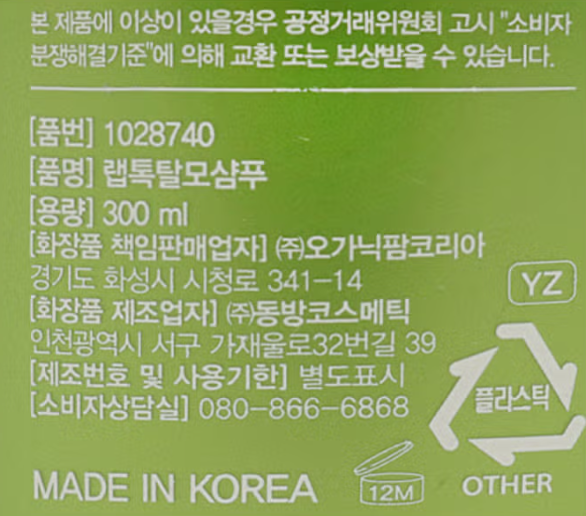 본 제품에 이상이 있을경우 공정거래위원회 고시 "소비자
분쟁해결기준"에 의해 교환 또는 보상받을 수 있습니다.
[품번] 1028740
[품명] 랩톡탈모샴푸
[용량] 300 ml
[화장품 책임판매업자] ㈜오가닉팜코리아
경기도 화성시 시청로 341-14
[화장품 제조업자] ㈜동방코스메틱
인천광역시 서구 가재울로32번길 39
[제조번호 및 사용기한] 별도표시
[소비자상담실] 080-866-6868
YZ
플라스틱
OTHER
MADE IN KOREA
12M